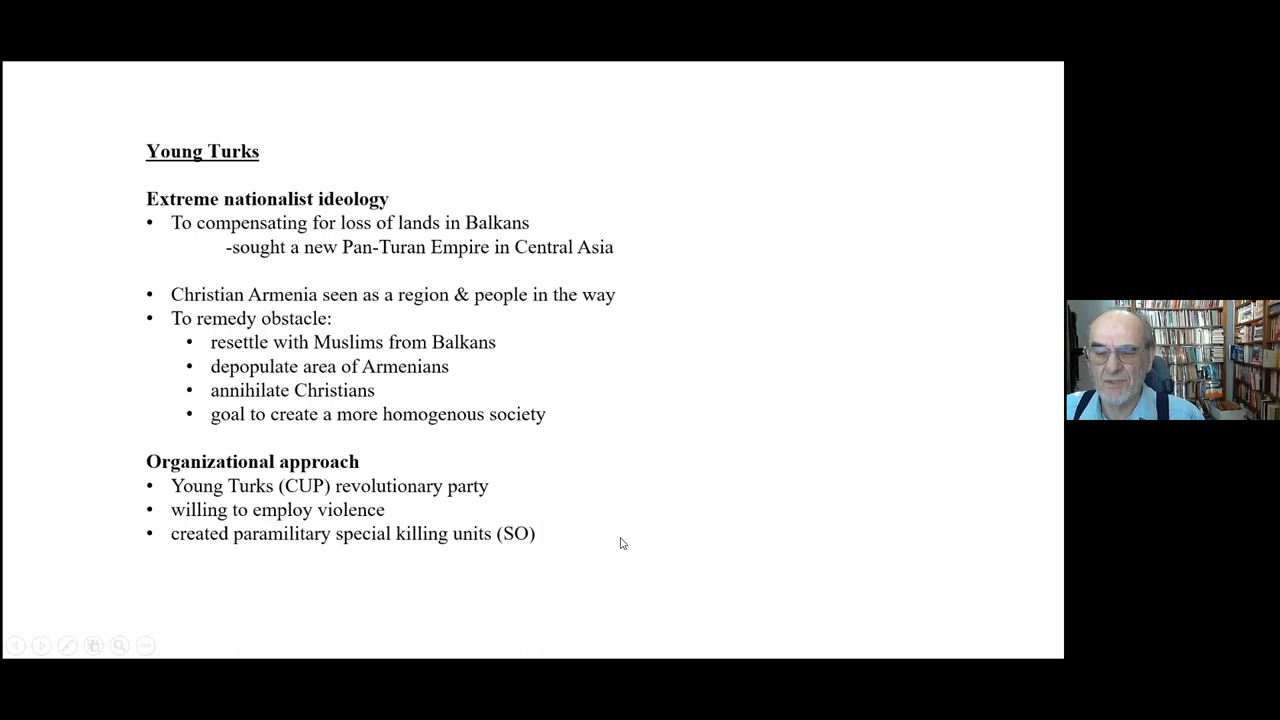 Young Turks
Extreme nationalist ideology
• To compensating for loss of lands in Balkans
-sought a new Pan-Turan Empire in Central Asia
• Christian Armenia seen as a region & people in the way
• To remedy obstacle:
• resettle with Muslims from Balkans
• depopulate area of Armenians
• annihilate Christians
• goal to create a more homogenous society
Organizational approach
• Young Turks (CUP) revolutionary party
• willing to employ violence
• created paramilitary special killing units (SO)